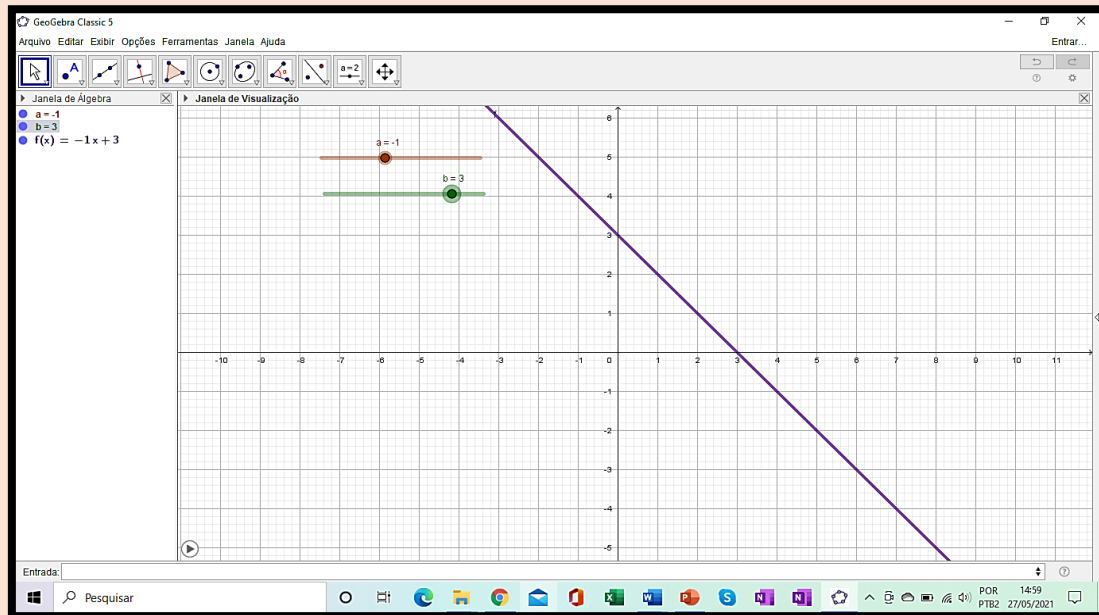 GeoGebra Classic 5
Arquivo Editar Exibir Opções Ferramentas Janela Ajuda
Entrar...
A
α
a=2
Janela de Álgebra
Janela de Visualização
a = -1
b = 3
f(x) = −1 x + 3
a = -1
b = 3
f
6
5
4
3
2
1
-10 -9 -8 -7 -6 -5 -4 -3 -2 -1 0 1 2 3 4 5 6 7 8 9 10 11
-1
-2
-3
-4
-5
Entrada:
Pesquisar
POR
PTB2
14:59
27/05/2021